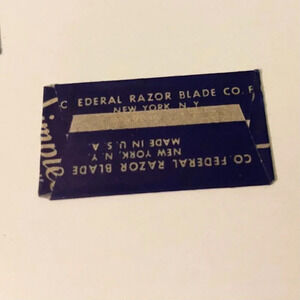 C EDERAL RAZOR BLADE CO. F
NEW YORK N.Y
CO FEDERAL RAZOR BLADE
NEW YORK, N. Y.
MADE IN U. S. A